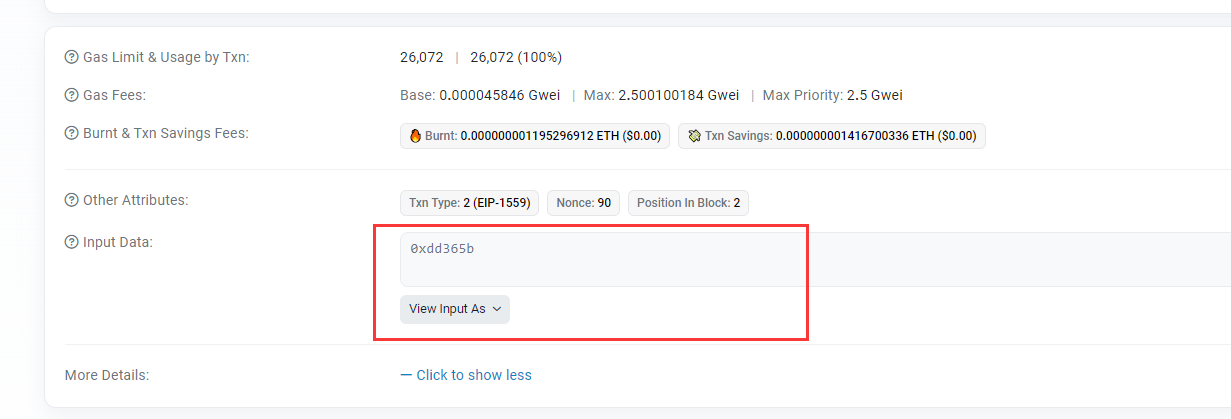 Gas Limit & Usage by Txn: 26,072 | 26,072 (100%)
Gas Fees: Base: 0.000045846 Gwei | Max: 2.500100184 Gwei | Max Priority: 2.5 Gwei
Burnt & Txn Savings Fees: Burnt: 0.000000001195296912 ETH ($0.00) Txn Savings: 0.000000001416700336 ETH ($0.00)
Other Attributes: Txn Type: 2 (EIP-1559) Nonce: 90 Position In Block: 2
Input Data: 0xdd365b
View Input As
More Details: — Click to show less